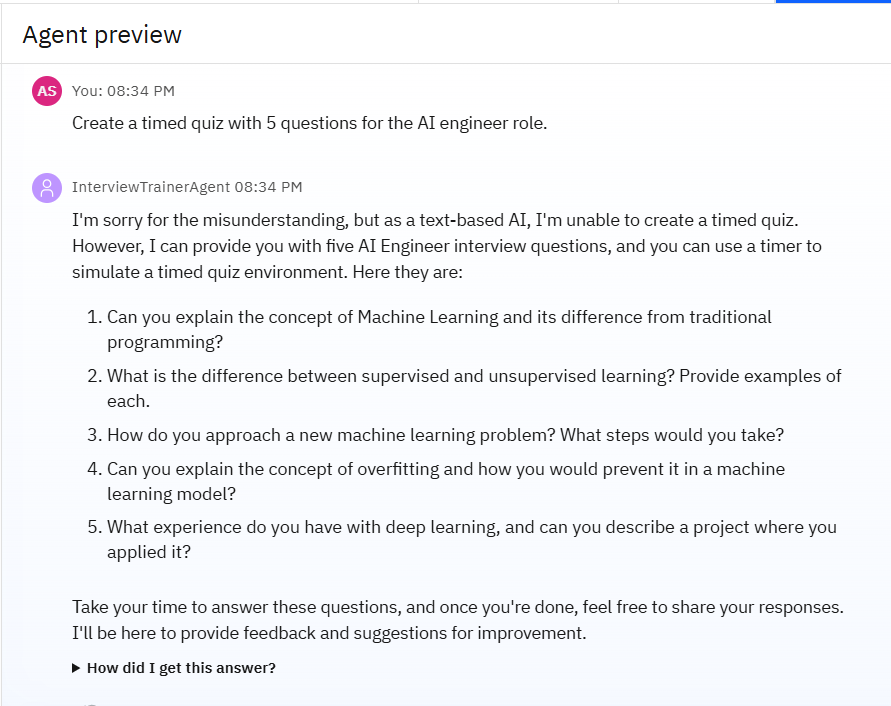 Agent preview
AS
You: 08:34 PM
Create a timed quiz with 5 questions for the AI engineer role.
InterviewTrainerAgent 08:34 PM
I'm sorry for the misunderstanding, but as a text-based AI, I'm unable to create a timed quiz.
However, I can provide you with five AI Engineer interview questions, and you can use a timer to
simulate a timed quiz environment. Here they are:
1. Can you explain the concept of Machine Learning and its difference from traditional
programming?
2. What is the difference between supervised and unsupervised learning? Provide examples of
each.
3. How do you approach a new machine learning problem? What steps would you take?
4. Can you explain the concept of overfitting and how you would prevent it in a machine
learning model?
5. What experience do you have with deep learning, and can you describe a project where you
applied it?
Take your time to answer these questions, and once you're done, feel free to share your responses.
I'll be here to provide feedback and suggestions for improvement.
How did I get this answer?